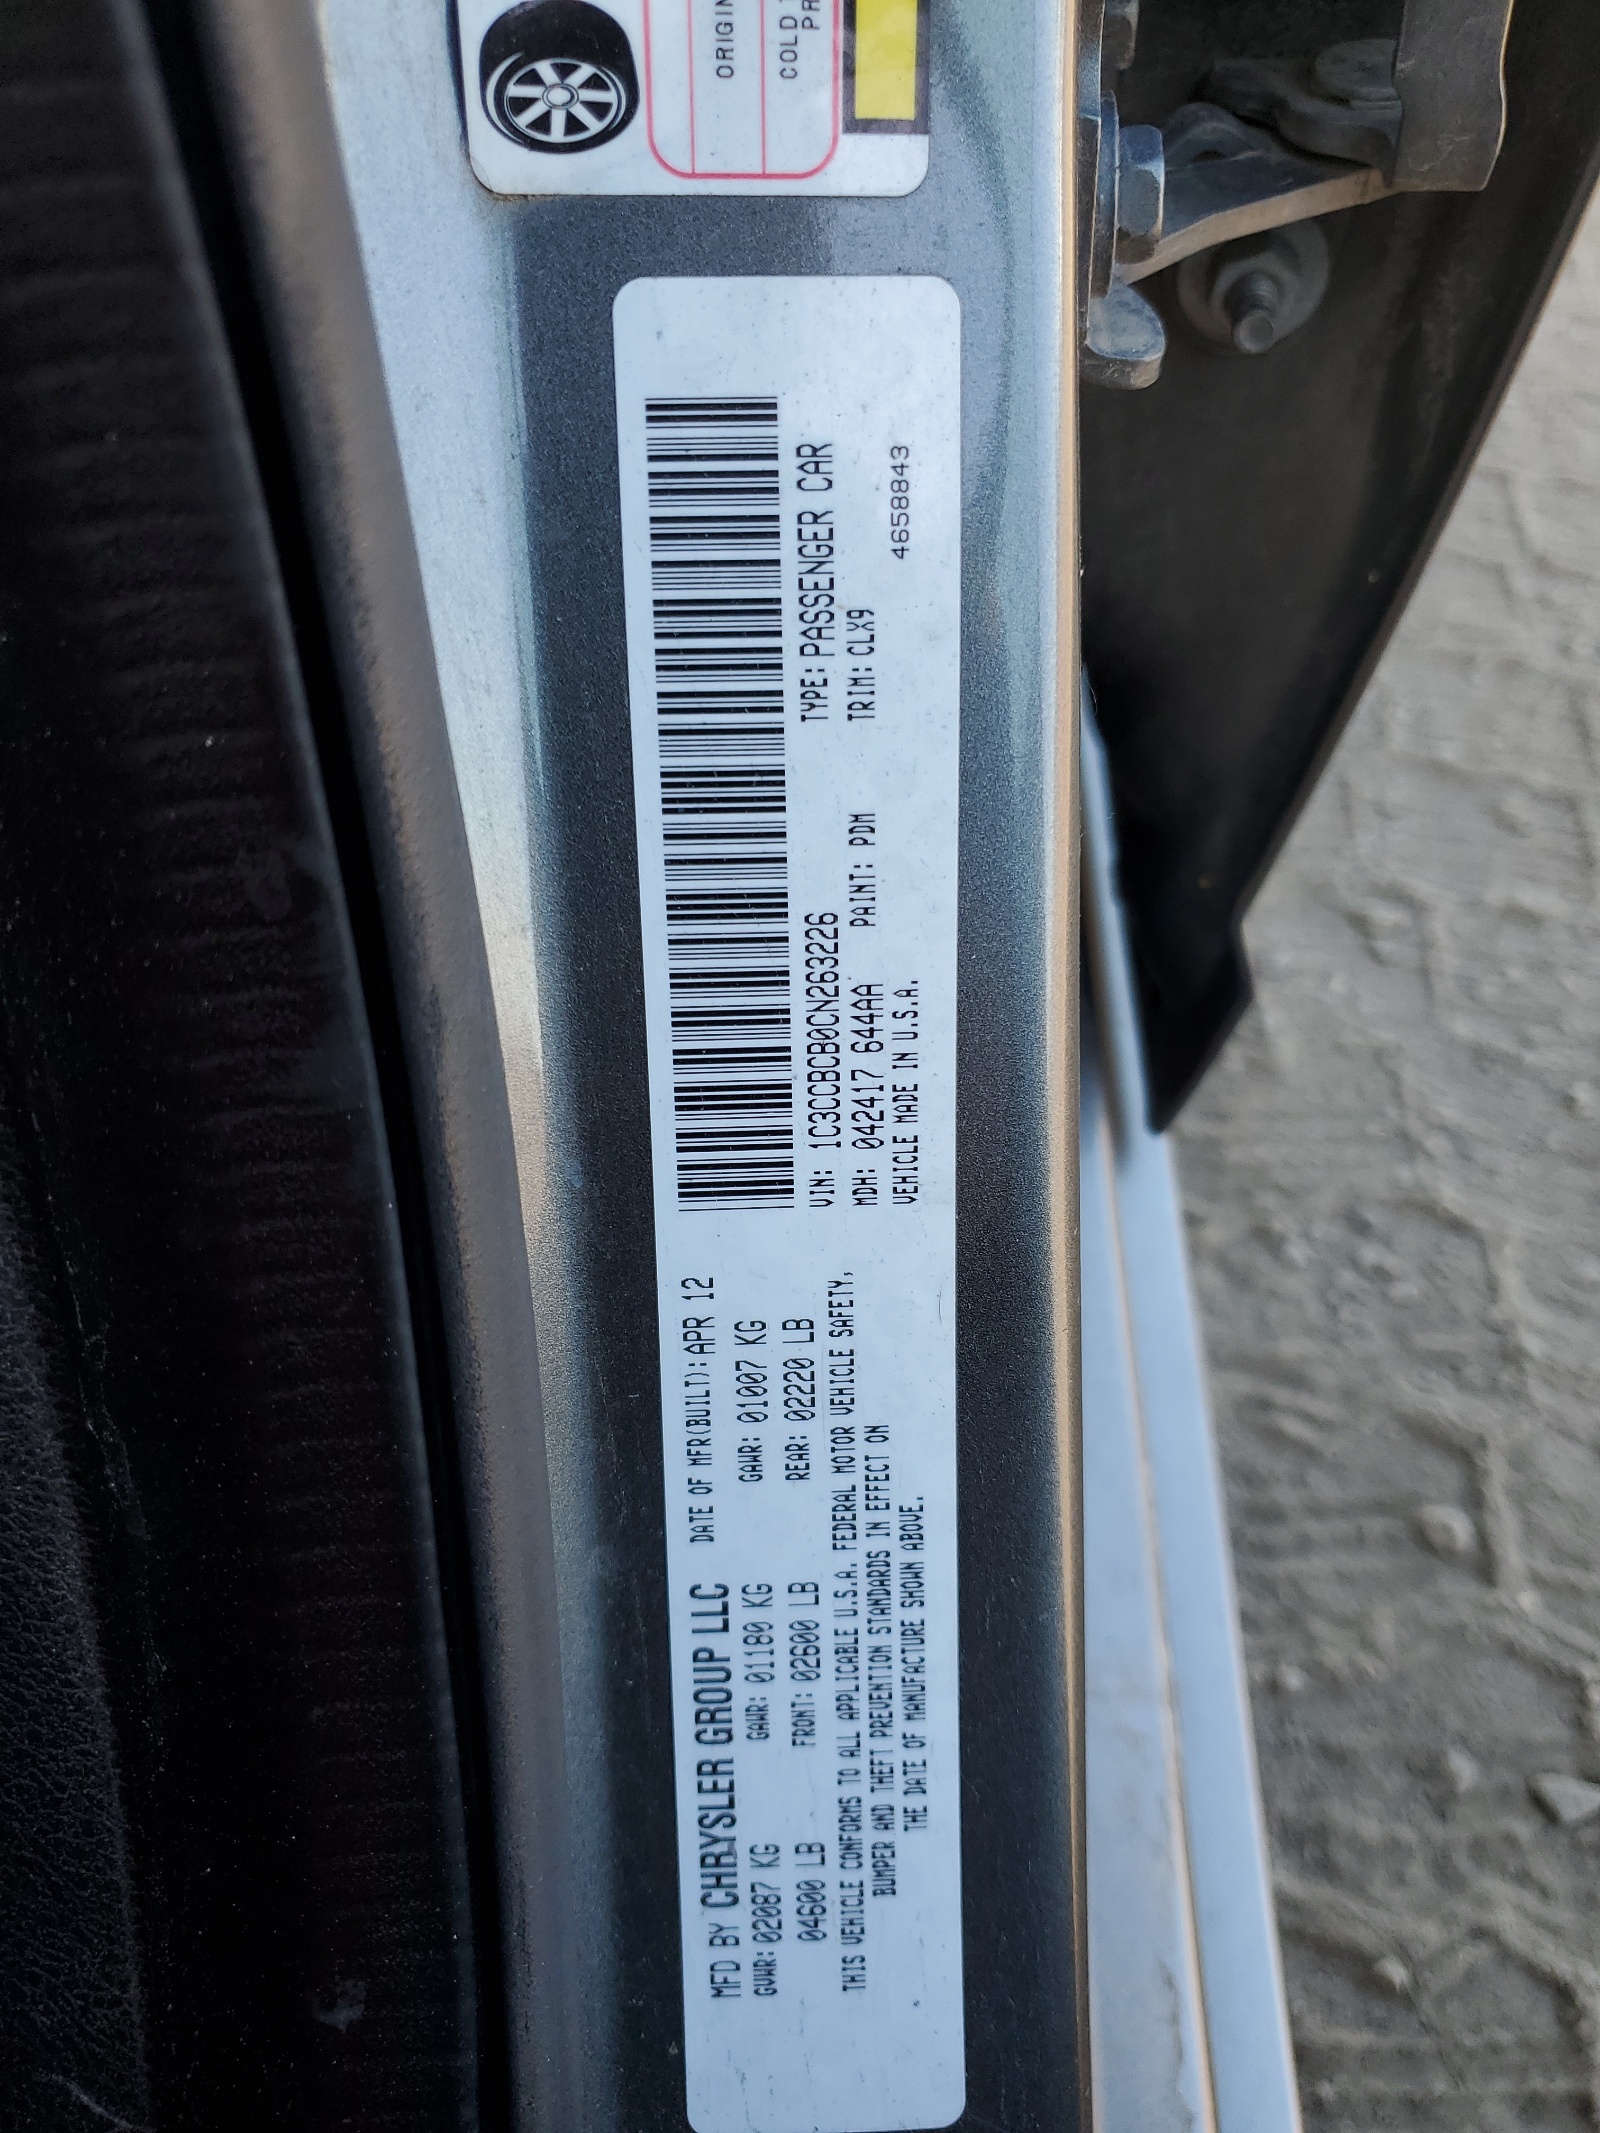 ORIGIN
COLD
PR
MFD BY CHRYSLER GROUP LLC DATE OF MFR(BUILT):APR 12
GVWR:02087 KG GAWR: 01180 KG GAWR: 01007 KG
04600 LB FRONT: 02600 LB REAR: 02220 LB
THIS VEHICLE CONFORMS TO ALL APPLICABLE U.S.A. FEDERAL MOTOR VEHICLE SAFETY,
BUMPER AND THEFT PREVENTION STANDARDS IN EFFECT ON
THE DATE OF MANUFACTURE SHOWN ABOVE.
VIN: 1C3CCBCB0CN263226 TYPE: PASSENGER CAR
MDH: 042417 644AA PAINT: PDM TRIM: CLX9
VEHICLE MADE IN U.S.A.
4658843